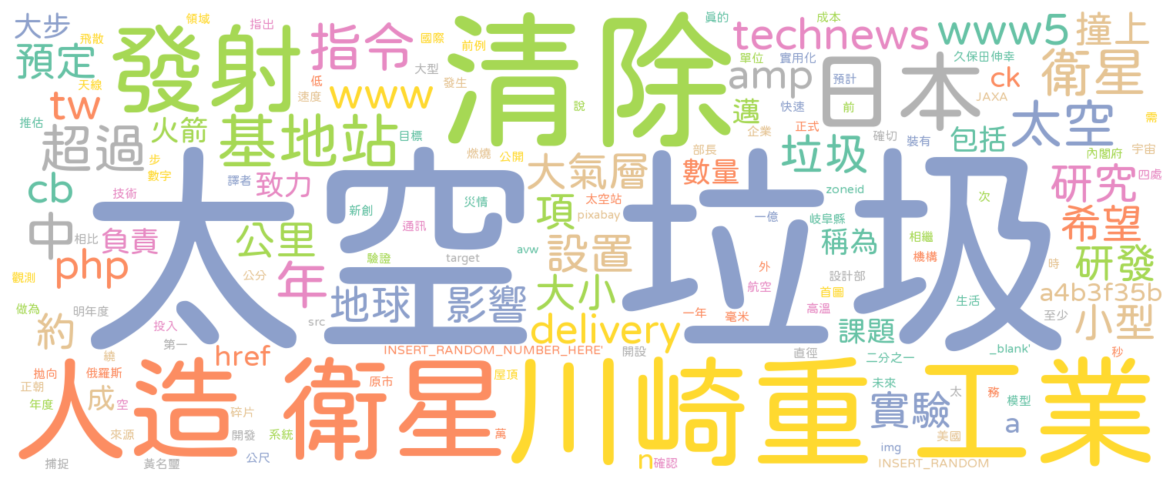 大步 領域 指出 眞的 成本
飛散 發射 指令 國際 前例 清除 technews www5 撞上
預定 天線 大型 發生 單位 實用化 久保田伸幸 衛星
tw 低 速度 www amp 預計 日本 ck JAXA
推估 超過 火箭 基地站 目標 說 邁 快速 前 太空 需
步 燃燒 公開 企業 正式 確切 裝有 包括 宇宙
cb 數字 譯者 大氣層 部長 數量 垃圾 內閣府
技術 致力 新創 災情 太空站 zoneid 研究 四處
中 相比 負責 公里 通訊 項 pixabay 一億 岐阜縣 稱為 希望
太空垃圾
觀測 php 公分 年 驗證 target avw 設置 外 相繼 機構 時 研發
做為 明年度 地球 影響 大小 航空 設計部 首圖 高溫 生活 a4b3f35b
約 投入 src delivery 一年 毫米 課題 至少 小型
第一 href INSERT_RANDOM_NUMBER_HERE' 開設 直徑 二分之一 _blank' 秒
繞 拋向 俄羅斯 屋頂
正朝 人造衛星 原市 川崎重工業 未來 太 務
年度 成 空 碎片 實驗 模型
來源 開發 系統 萬 a 美國
捕捉 黃名璽 公尺 n 確認 img INSERT_RANDOM